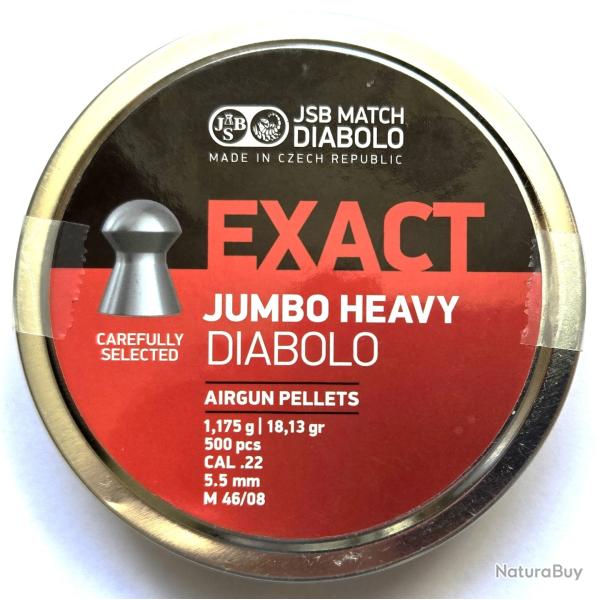 JSB
JSB MATCH
DIABOLO
MADE IN CZECH REPUBLIC
EXACT
JUMBO HEAVY
DIABOLO
CAREFULLY
SELECTED
AIRGUN PELLETS
1,175 g | 18,13 gr
500 pcs
CAL .22
5.5 mm
M 46/08
NaturaBuy